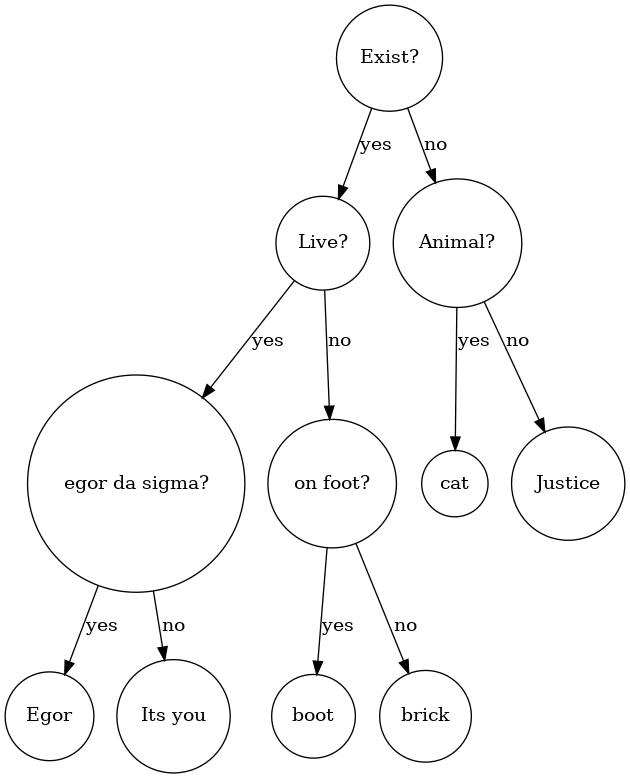 Exist?
yes
no
Live?
Animal?
yes
no
yes
no
egor da sigma?
on foot?
cat
Justice
yes
no
yes
no
Egor
Its you
boot
brick